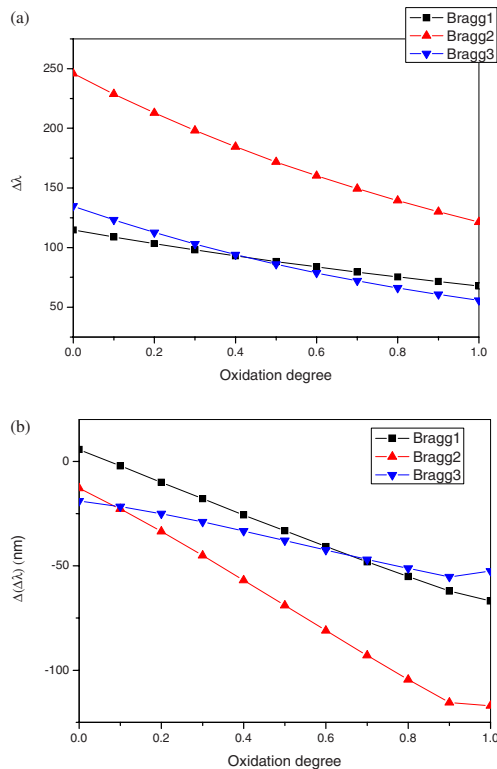 (a)
Bragg1
Bragg2
Bragg3
250
200
150
100
50
Δλ
0.0 0.2 0.4 0.6 0.8 1.0
Oxidation degree
(b)
Bragg1
Bragg2
Bragg3
0
-50
-100
Δ(Δλ) (nm)
0.0 0.2 0.4 0.6 0.8 1.0
Oxidation degree